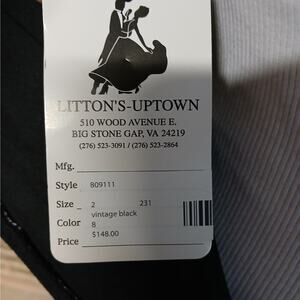 LITTON'S-UPTOWN
510 WOOD AVENUE E.
BIG STONE GAP, VA 24219
(276) 523-3091 / (276) 523-2864
Mfg.
Style 809111
Size 2 231
vintage black
Color 8
Price $148.00